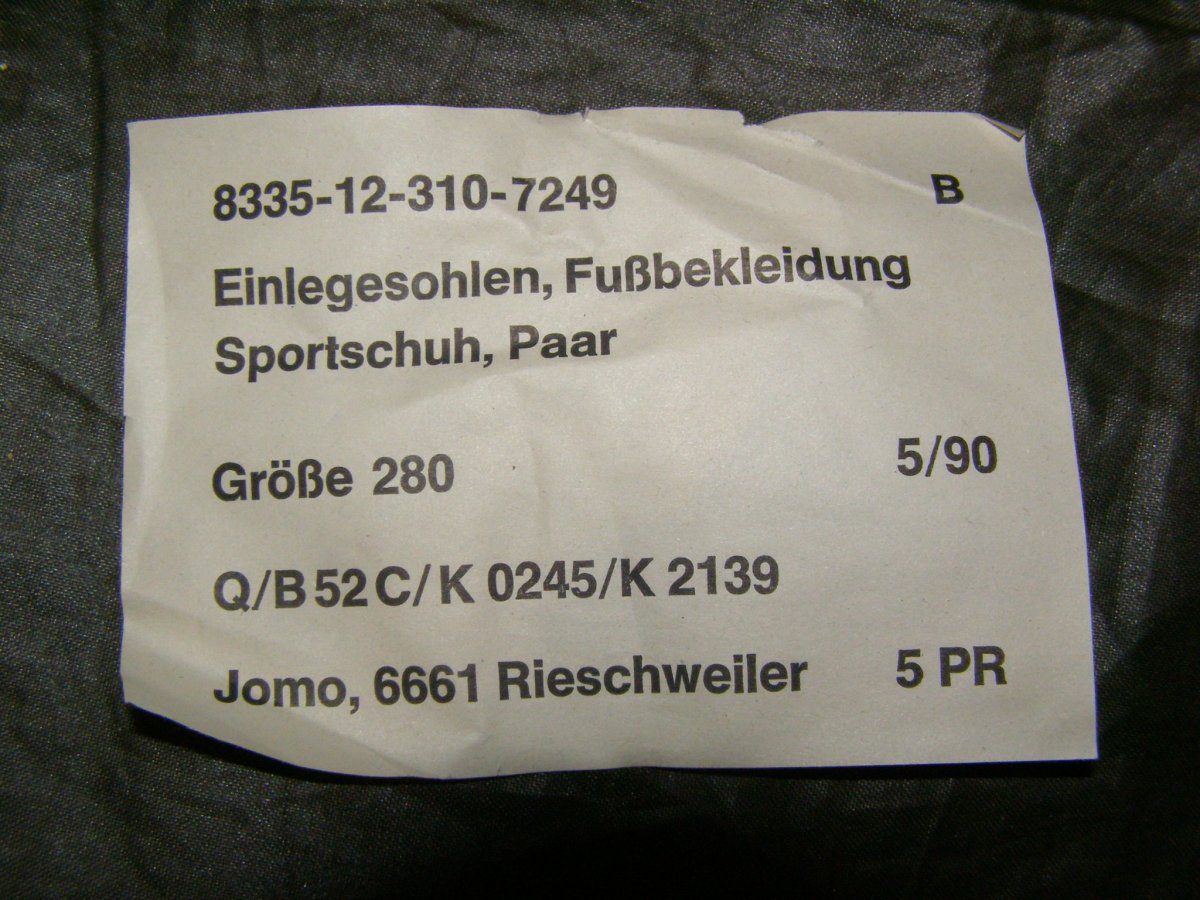 8335-12-310-7249 B
Einlegesohlen, Fußbekleidung
Sportschuh, Paar
Größe 280 5/90
Q/B52C/K 0245/K 2139
Jomo, 6661 Rieschweiler 5 PR